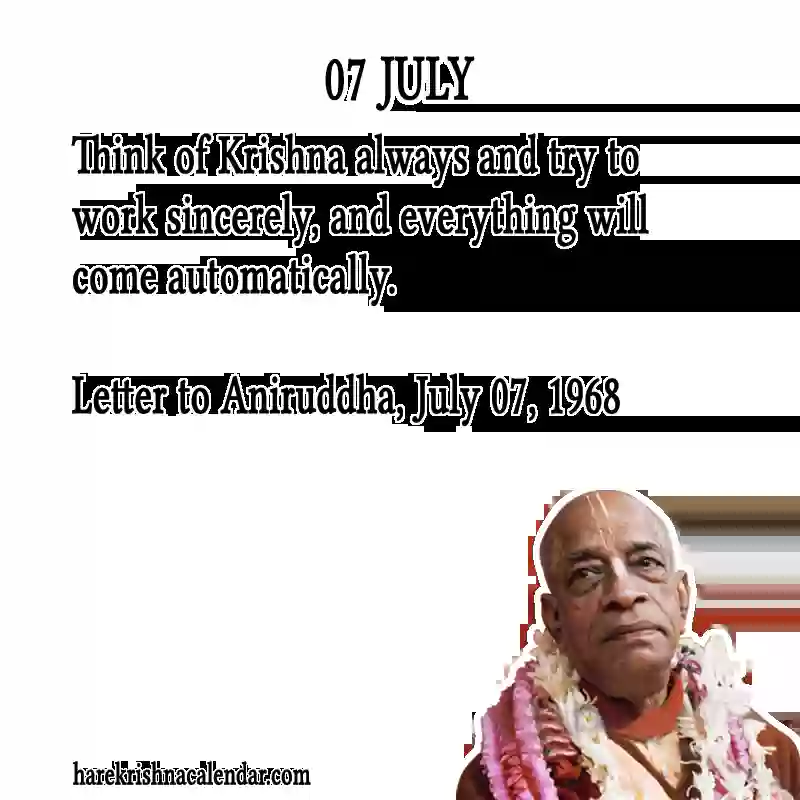 07 JULY
Think of Krishna always and try to
work sincerely, and everything will
come automatically.
Letter to Aniruddha, July 07, 1968
harekrishnacalendar.com